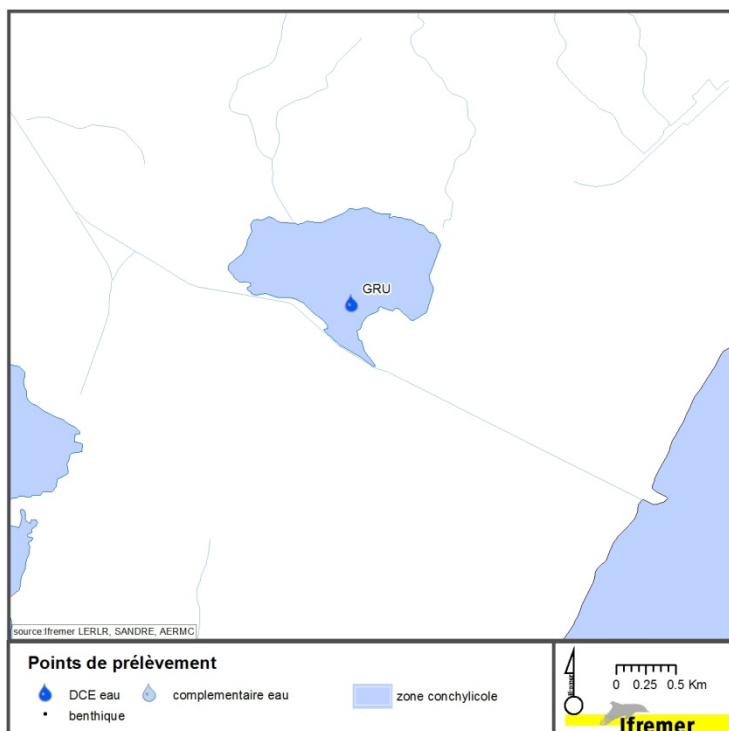 GRU
source:Ifremer LERLR, SANDRE, AERMC
Points de prélèvement
DCE eau
complementaire eau
zone conchylicole
benthique
0 0.25 0.5 Km
Ifremer